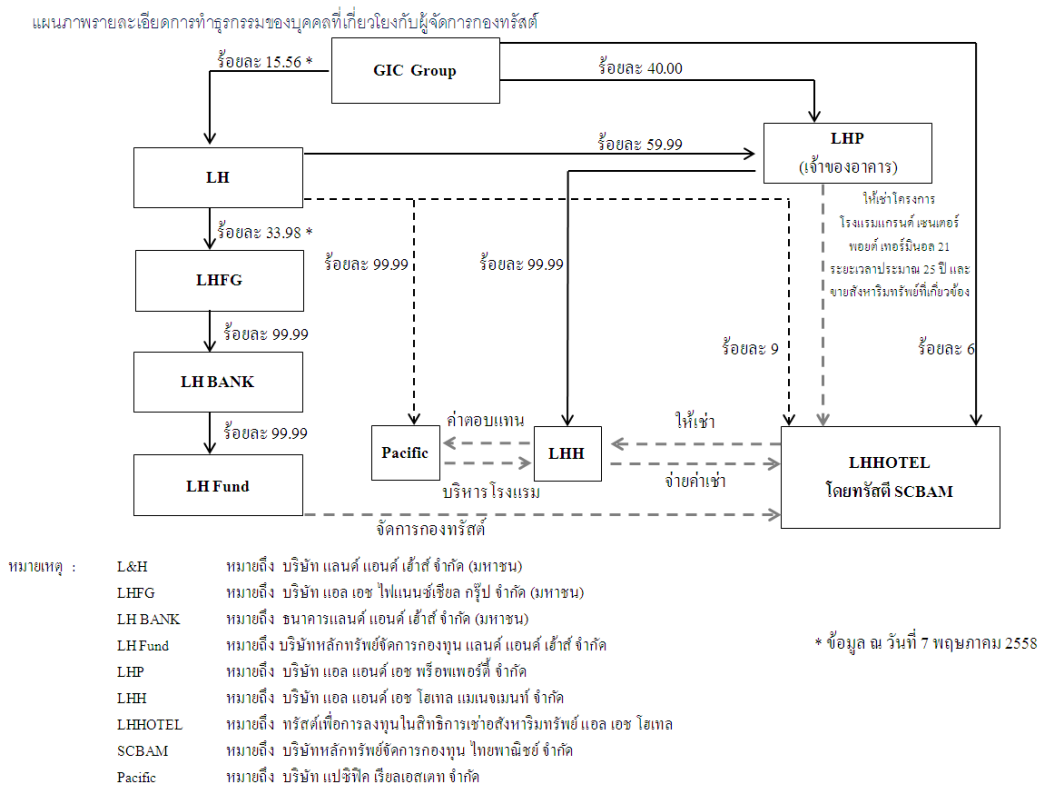 แผนภาพรายละเอียดการทำธุรกรรมของบุคคลที่เกี่ยวโยงกับผู้จัดการกองทรัสต์
ร้อยละ 15.56 *
GIC Group
ร้อยละ 40.00
LH
ร้อยละ 59.99
LHP
(เจ้าของอาคาร)
ให้เช่าโครงการ
โรงแรมแกรนด์ เซนเตอร์
พอยต์ เทอร์มินอล 21
ระยะเวลาประมาณ 25 ปี และ
ขายสังหาริมทรัพย์ที่เกี่ยวข้อง
ร้อยละ 33.98 *
LHFG
ร้อยละ 99.99
ร้อยละ 99.99
ร้อยละ 99.99
ร้อยละ 9
ร้อยละ 6
LH BANK
ร้อยละ 99.99
LH Fund
Pacific
ค่าตอบแทน
บริหารโรงแรม
LHH
ให้เช่า
จ่ายค่าเช่า
LHHOTEL
โดยทรัสตี SCBAM
จัดการกองทรัสต์
หมายเหตุ :
L&H หมายถึง บริษัท แลนด์ แอนด์ เฮ้าส์ จำกัด (มหาชน)
LHFG หมายถึง บริษัท แอล เอช ไฟแนนซ์เชียล กรุ๊ป จำกัด (มหาชน)
LH BANK หมายถึง ธนาคารแลนด์ แอนด์ เฮ้าส์ จำกัด (มหาชน)
LH Fund หมายถึง บริษัทหลักทรัพย์จัดการกองทุน แลนด์ แอนด์ เฮ้าส์ จำกัด
* ข้อมูล ณ วันที่ 7 พฤษภาคม 2558
LHP หมายถึง บริษัท แอล แอนด์ เอช พร็อพเพอร์ตี้ จำกัด
LHH หมายถึง บริษัท แอล แอนด์ เอช โฮเทล แมเนจเมนท์ จำกัด
LHHOTEL หมายถึง ทรัสต์เพื่อการลงทุนในสิทธิการเช่าอสังหาริมทรัพย์ แอล เอช โฮเทล
SCBAM หมายถึง บริษัทหลักทรัพย์จัดการกองทุน ไทยพาณิชย์ จำกัด
Pacific หมายถึง บริษัท แปซิฟิค เรียลเอสเตท จำกัด